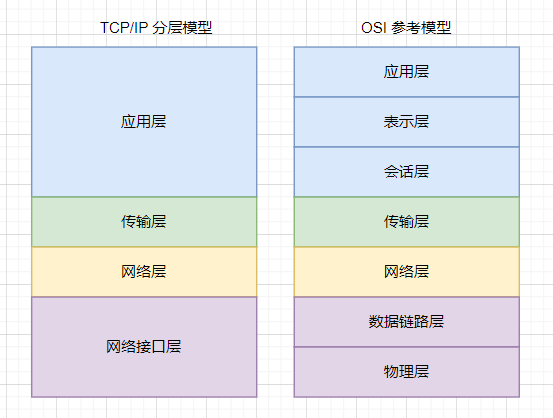 TCP/IP 分层模型
OSI 参考模型
应用层
传输层
网络层
网络接口层
应用层
表示层
会话层
传输层
网络层
数据链路层
物理层